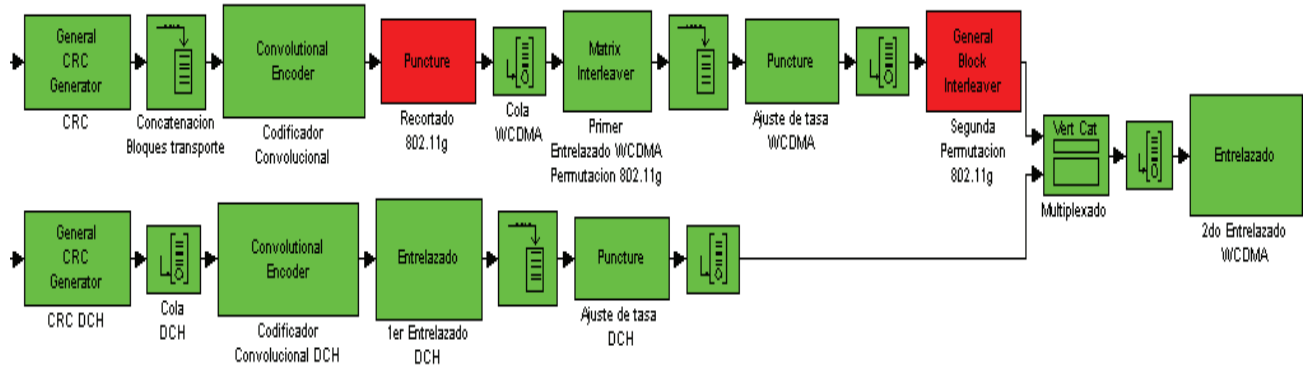 General
CRC
Generator
CRC
Concatenacion
Bloques transporte
Convolutional
Encoder
Codificador
Convolucional
Puncture
Recortado
802.11g
Cola
WCDMA
Matrix
Interleaver
Primer
Entrelazado WCDMA
Permutacion 802.11g
Puncture
Ajuste de tasa
WCDMA
General
Block
Interleaver
Segunda
Permutacion
802.11g
Vert Cat
Multiplexado
Entrelazado
2do Entrelazado
WCDMA
General
CRC
Generator
CRC DCH
Cola
DCH
Convolutional
Encoder
Codificador
Convolucional DCH
Entrelazado
1er Entrelazado
DCH
Puncture
Ajuste de tasa
DCH